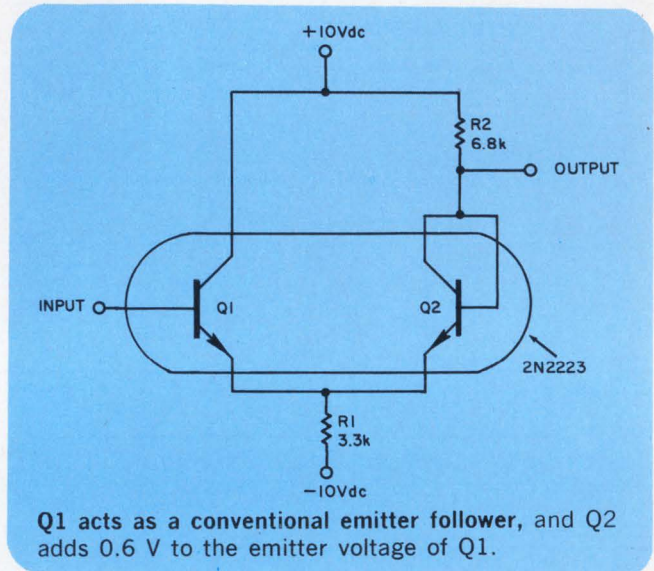 +10Vdc
R2
6.8k
OUTPUT
INPUT
Q1
Q2
2N2223
R1
3.3k
−10Vdc
Q1 acts as a conventional emitter follower, and Q2
adds 0.6 V to the emitter voltage of Q1.